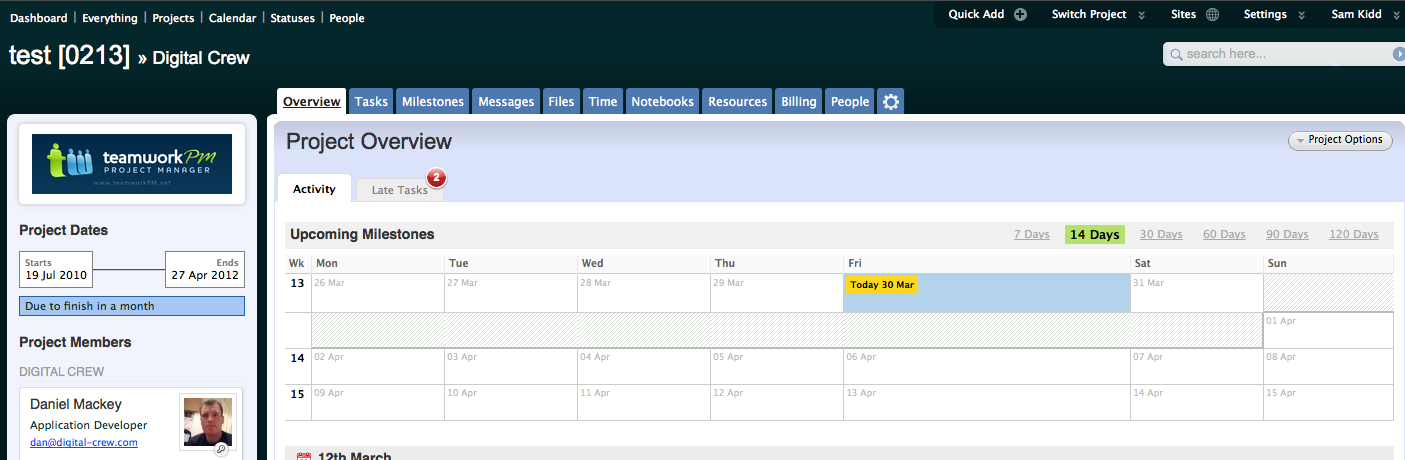 Dashboard | Everything | Projects | Calendar | Statuses | People
Quick Add Switch Project Sites Settings Sam Kidd
test [0213] » Digital Crew
search here...
Overview Tasks Milestones Messages Files Time Notebooks Resources Billing People
teamworkPM
PROJECT MANAGER
www.teamworkPM.net
Project Dates
Starts
19 Jul 2010
Ends
27 Apr 2012
Due to finish in a month
Project Members
DIGITAL CREW
Daniel Mackey
Application Developer
dan@digital-crew.com
Project Overview
Project Options
Activity Late Tasks 2
Upcoming Milestones 7 Days 14 Days 30 Days 60 Days 90 Days 120 Days
Wk Mon Tue Wed Thu Fri Sat Sun
13 26 Mar 27 Mar 28 Mar 29 Mar Today 30 Mar 31 Mar
01 Apr
14 02 Apr 03 Apr 04 Apr 05 Apr 06 Apr 07 Apr 08 Apr
15 09 Apr 10 Apr 11 Apr 12 Apr 13 Apr 14 Apr 15 Apr
12th March